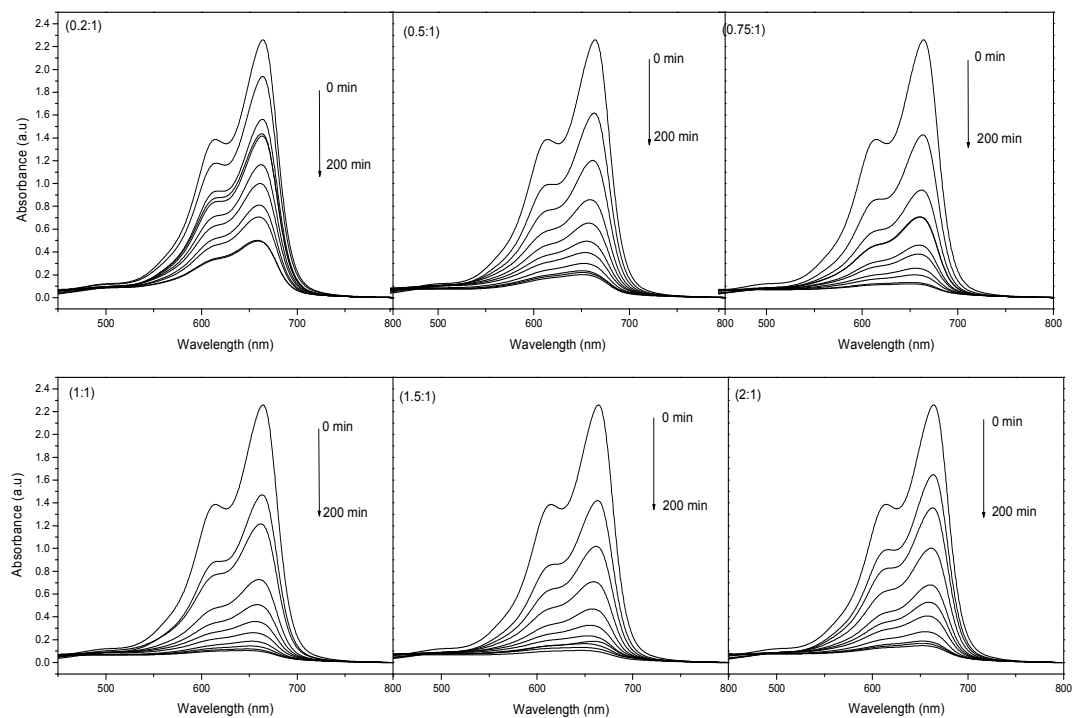 (0.2:1)
(0.5:1)
(0.75:1)
2.4
2.2
2.0
1.8
1.6
1.4
1.2
1.0
0.8
0.6
0.4
0.2
0.0
Absorbance (a.u)
0 min
200 min
0 min
200 min
0 min
200 min
500 600 700 800 500 600 700 800 500 600 700 800
Wavelength (nm) Wavelength (nm) Wavelength (nm)
(1:1)
(1.5:1)
(2:1)
2.4
2.2
2.0
1.8
1.6
1.4
1.2
1.0
0.8
0.6
0.4
0.2
0.0
Absorbance (a.u)
0 min
200 min
0 min
200 min
0 min
200 min
500 600 700 800 500 600 700 800 500 600 700 800
Wavelength (nm) Wavelength (nm) Wavelength (nm)